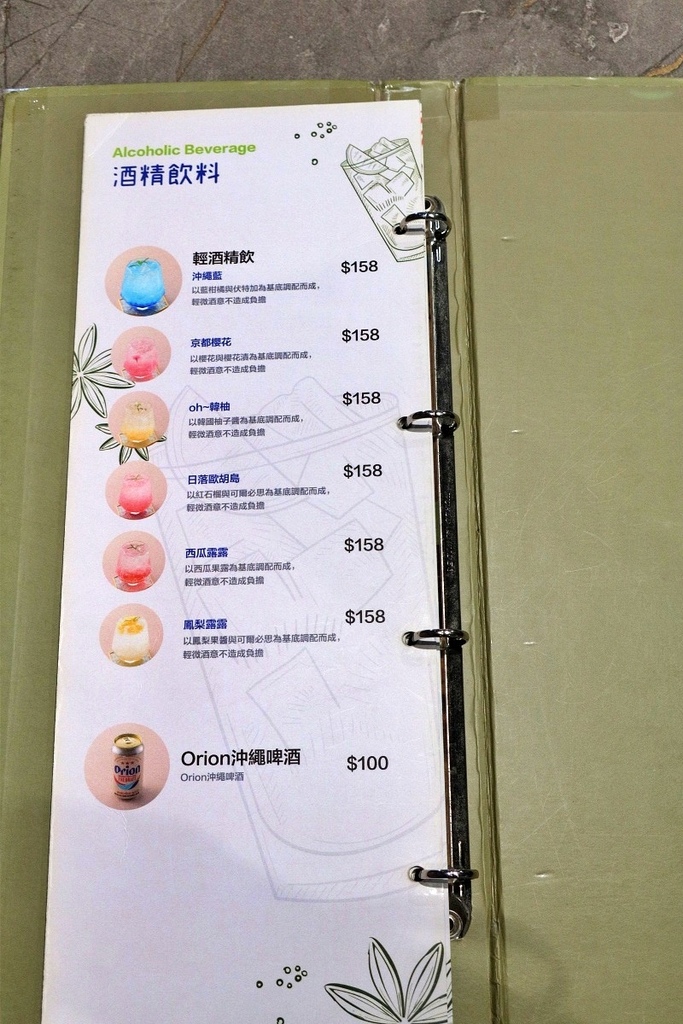 Alcoholic Beverage
酒精飲料
輕酒精飲
沖繩藍
$158
以藍柑橘與伏特加為基底調配而成，
輕微酒意不造成負擔
京都櫻花
$158
以櫻花與櫻花漬為基底調配而成，
輕微酒意不造成負擔
oh~韓柚
$158
以韓國柚子醬為基底調配而成，
輕微酒意不造成負擔
日落歐胡島
$158
以紅石榴與可爾必思為基底調配而成，
輕微酒意不造成負擔
西瓜露露
$158
以西瓜果露為基底調配而成，
輕微酒意不造成負擔
鳳梨露露
$158
以鳳梨果醬與可爾必思為基底調配而成，
輕微酒意不造成負擔
Orion沖繩啤酒
$100
Orion沖繩啤酒
Orion